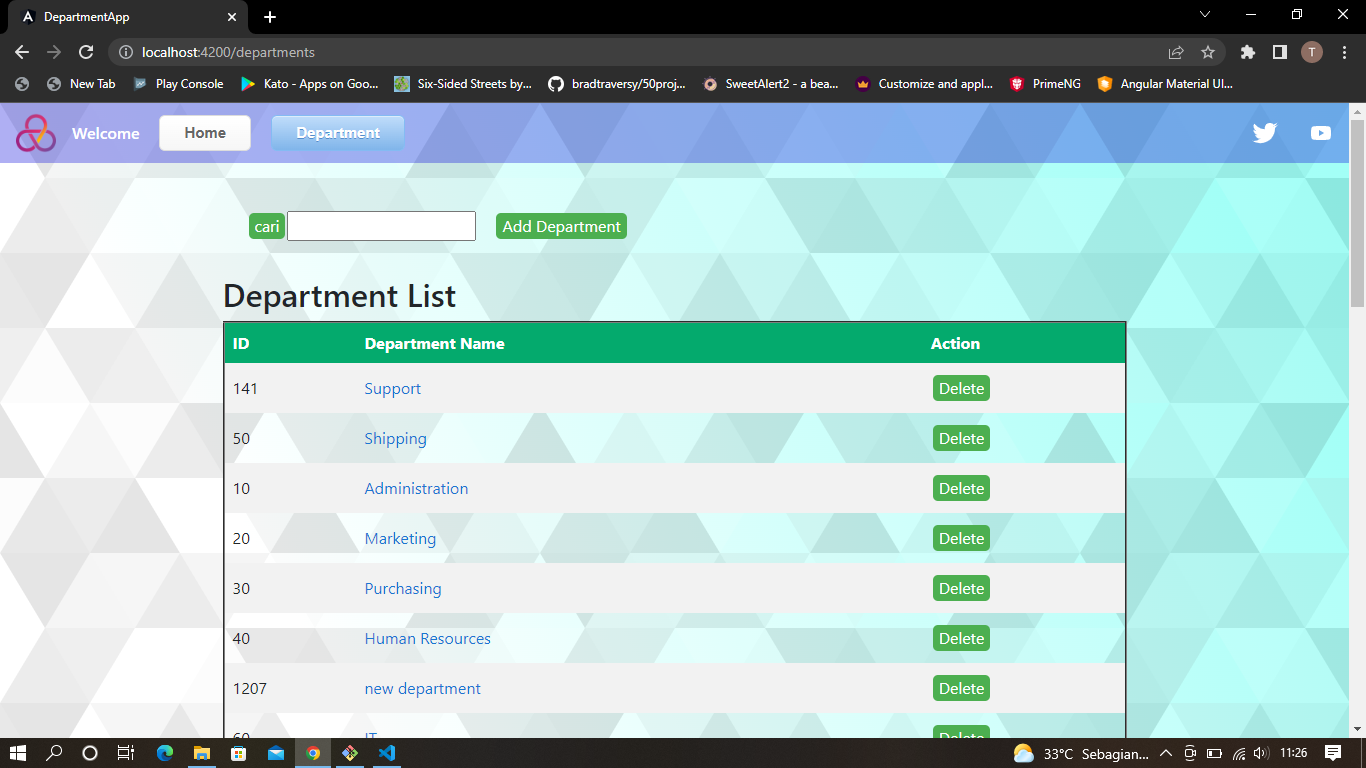 DepartmentApp
localhost:4200/departments
T
New Tab Play Console Kato - Apps on Goo... Six-Sided Streets by... bradtraversy/50proj... SweetAlert2 - a bea... Customize and appl... PrimeNG Angular Material UI...
Welcome Home Department
cari Add Department
Department List
ID Department Name Action
141 Support Delete
50 Shipping Delete
10 Administration Delete
20 Marketing Delete
30 Purchasing Delete
40 Human Resources Delete
1207 new department Delete
60 IT Delete
33°C Sebagian... 11:26